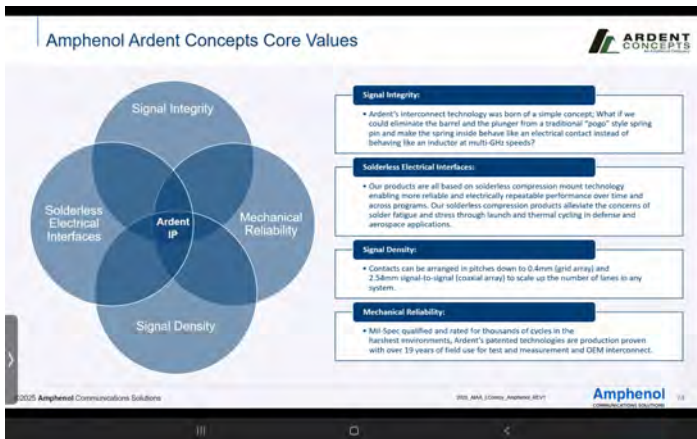 Amphenol Ardent Concepts Core Values
ARDENT
CONCEPTS
Signal Integrity
Solderless
Electrical
Interfaces
Ardent
IP
Mechanical
Reliability
Signal Density
Signal Integrity:
• Ardent's interconnect technology was born of a simple concept; What if we
could eliminate the barrel and the plunger from a traditional "pogo" style spring
pin and make the spring inside behave like an electrical contact instead of
behaving like an inductor at multi-GHz speeds?
Solderless Electrical Interfaces:
• Our products are all based on solderless compression mount technology
enabling more reliable and electrically repeatable performance over time and
across programs. Our solderless compression products alleviate the concerns of
solder fatigue and stress through launch and thermal cycling in defense and
aerospace applications.
Signal Density:
• Contacts can be arranged in pitches down to 0.4mm (grid array) and
2.54mm signal-to-signal (coaxial array) to scale up the number of lanes in any
system.
Mechanical Reliability:
• Mil-Spec qualified and rated for thousands of cycles in the
harshest environments, Ardent's patented technologies are production proven
with over 19 years of field use for test and measurement and OEM interconnect.
©2025 Amphenol Communications Solutions
Amphenol
COMMUNICATIONS SOLUTIONS